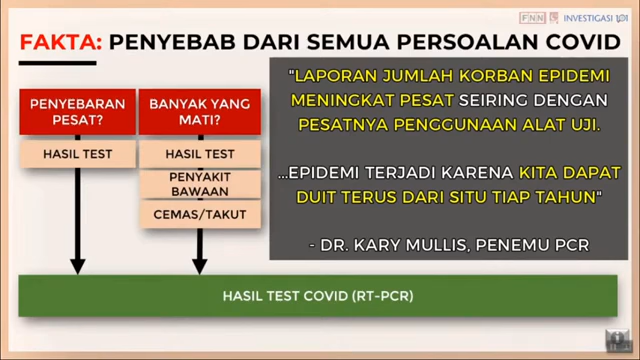 FNN
INVESTIGASI
FAKTA: PENYEBAB DARI SEMUA PERSOALAN COVID
PENYEBARAN
PESAT?
HASIL TEST
BANYAK YANG
MATI?
HASIL TEST
PENYAKIT
BAWAAN
CEMAS/TAKUT
"LAPORAN JUMLAH KORBAN EPIDEMI
MENINGKAT PESAT SEIRING DENGAN
PESATNYA PENGGUNAAN ALAT UJI.
...EPIDEMI TERJADI KARENA KITA DAPAT
DUIT TERUS DARI SITU TIAP TAHUN"
- DR. KARY MULLIS, PENEMU PCR
HASIL TEST COVID (RT-PCR)